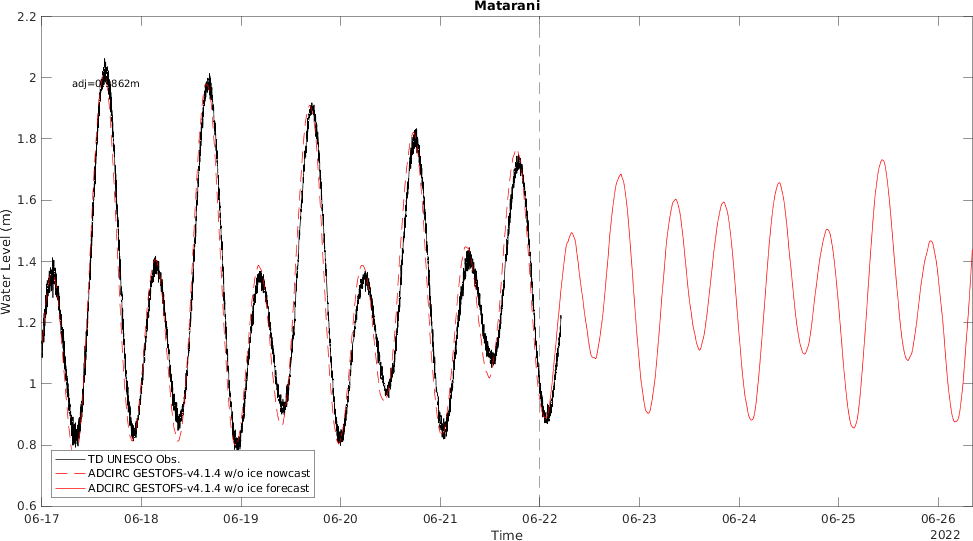 Matarani
2.2
2
1.8
1.6
1.4
1.2
1
0.8
0.6
Water Level (m)
TD UNESCO Obs.
ADCIRC GESTOFS-v4.1.4 w/o ice nowcast
ADCIRC GESTOFS-v4.1.4 w/o ice forecast
06-17 06-18 06-19 06-20 06-21 06-22 06-23 06-24 06-25 06-26
Time
2022